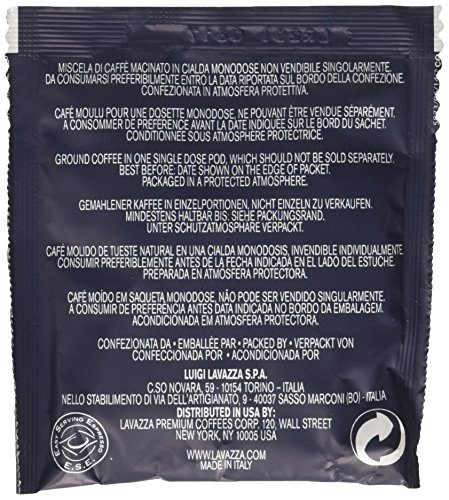 MISCELA DI CAFFÈ MACINATO IN CIALDA MONODOSE NON VENDIBILE SINGOLARMENTE.
DA CONSUMARSI PREFERIBILMENTE ENTRO LA DATA RIPORTATA SUL BORDO DELLA CONFEZIONE.
CONFEZIONATA IN ATMOSFERA PROTETTIVA.
CAFÉ MOULU POUR UNE DOSETTE MONODOSE, NE POUVANT ÊTRE VENDUE SÉPARÉMENT.
A CONSOMMER DE PREFERENCE AVANT LA DATE INDIQUEE SUR LE BORD DU SACHET.
CONDITIONNEE SOUS ATMOSPHERE PROTECTRICE.
GROUND COFFEE IN ONE SINGLE DOSE POD, WHICH SHOULD NOT BE SOLD SEPARATELY.
BEST BEFORE: DATE SHOWN ON THE EDGE OF PACKET.
PACKAGED IN A PROTECTED ATMOSPHERE.
GEMAHLENER KAFFEE IN EINZELPORTIONEN, NICHT EINZELN ZU VERKAUFEN.
MINDESTENS HALTBAR BIS: SIEHE PACKUNGSRAND.
UNTER SCHUTZATMOSPHÄRE VERPACKT.
CAFÉ MOLIDO DE TUESTE NATURAL EN UNA CIALDA MONODOSIS, INVENDIBLE INDIVIDUALMENTE.
CONSUMIR PREFERIBLEMENTE ANTES DE LA FECHA INDICADA EN EL LADO DEL ESTUCHE.
PREPARADA EN ATMOSFERA PROTECTORA.
CAFÉ MOÍDO EM SAQUETA MONODOSE, NÃO PODE SER VENDIDO SINGULARMENTE.
A CONSUMIR DE PREFERENCIA ANTES DATA INDICADA NO BORDO DA EMBALAGEM.
ACONDICIONADA EM ATMOSFERA PROTECTORA.
CONFEZIONATA DA • EMBALLÉE PAR • PACKED BY • VERPACKT VON
CONFECCIONADA POR • ACONDICIONADA POR
LUIGI LAVAZZA S.P.A.
C.SO NOVARA, 59 - 10154 TORINO – ITALIA
NELLO STABILIMENTO DI VIA DELL'ARTIGIANATO, 9 - 40037 SASSO MARCONI (BO) - ITALIA
DISTRIBUTED IN USA BY:
LAVAZZA PREMIUM COFFEES CORP. 120, WALL STREET
NEW YORK, NY 10005 USA
WWW.LAVAZZA.COM
MADE IN ITALY
EASY SERVING ESPRESSO
E.S.E.